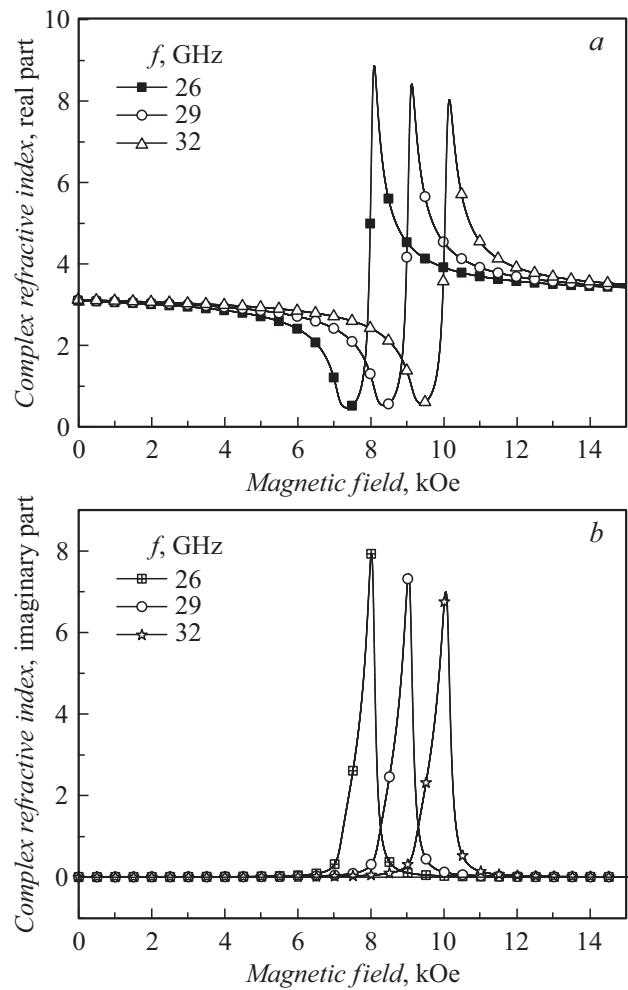 a
f, GHz
26
29
32
Complex refractive index, real part
10
8
6
4
2
0
0 2 4 6 8 10 12 14
Magnetic field, kOe
b
f, GHz
26
29
32
Complex refractive index, imaginary part
8
6
4
2
0
0 2 4 6 8 10 12 14
Magnetic field, kOe